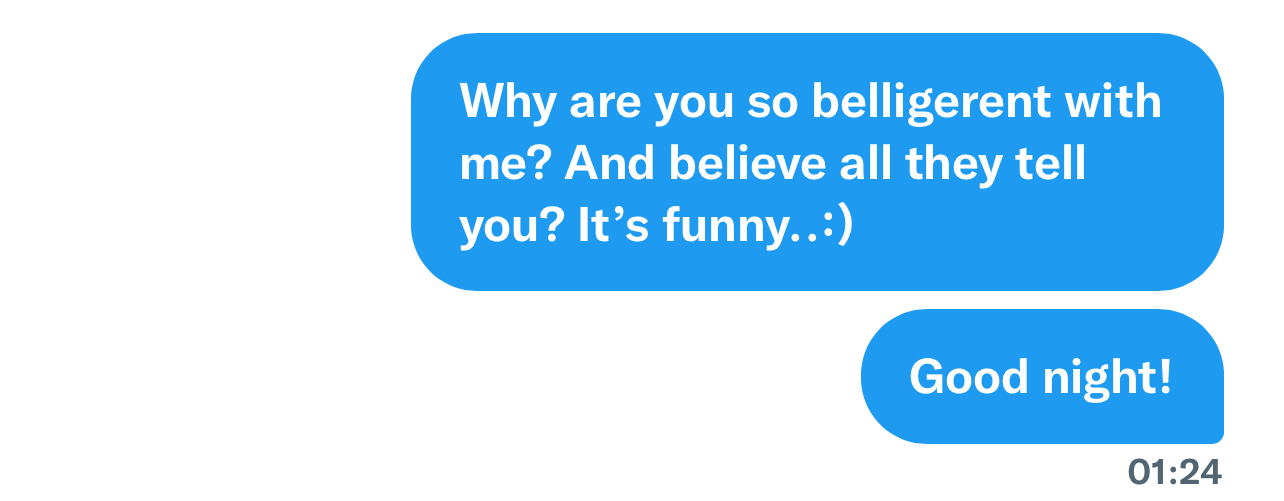 Why are you so belligerent with
me? And believe all they tell
you? It’s funny..:)
Good night!
01:24